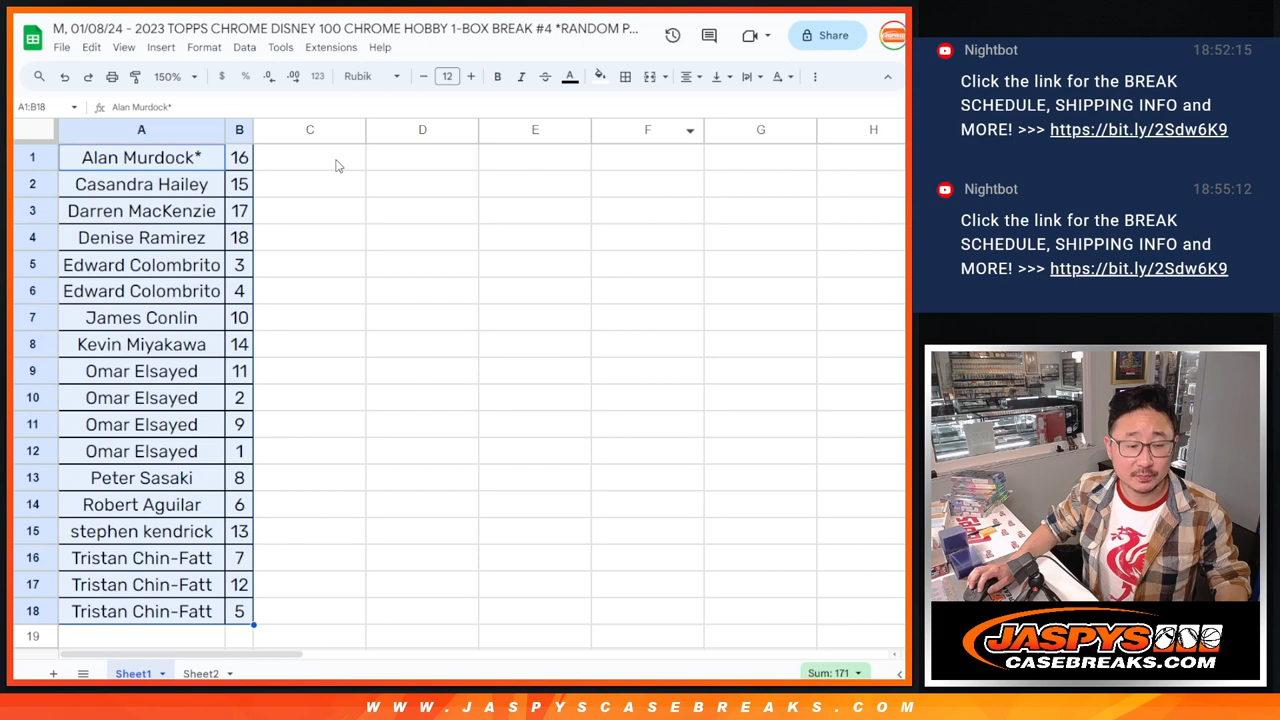 M, 01/08/24 - 2023 TOPPS CHROME DISNEY 100 CHROME HOBBY 1-BOX BREAK #4 *RANDOM P...
File Edit View Insert Format Data Tools Extensions Help
Share
150% $ % .0 .00 123 Rubik - 12 + B I A
A1:B18 fx Alan Murdock*
A B C D E F G H
1 Alan Murdock* 16
2 Casandra Hailey 15
3 Darren MacKenzie 17
4 Denise Ramirez 18
5 Edward Colombrito 3
6 Edward Colombrito 4
7 James Conlin 10
8 Kevin Miyakawa 14
9 Omar Elsayed 11
10 Omar Elsayed 2
11 Omar Elsayed 9
12 Omar Elsayed 1
13 Peter Sasaki 8
14 Robert Aguilar 6
15 stephen kendrick 13
16 Tristan Chin-Fatt 7
17 Tristan Chin-Fatt 12
18 Tristan Chin-Fatt 5
19
+ Sheet1 Sheet2 Sum: 171
Nightbot 18:52:15
Click the link for the BREAK
SCHEDULE, SHIPPING INFO and
MORE! >>> https://bit.ly/2Sdw6K9
Nightbot 18:55:12
Click the link for the BREAK
SCHEDULE, SHIPPING INFO and
MORE! >>> https://bit.ly/2Sdw6K9
JASPYS
CASEBREAKS.COM
WWW.JASPYSCASEBREAKS.COM